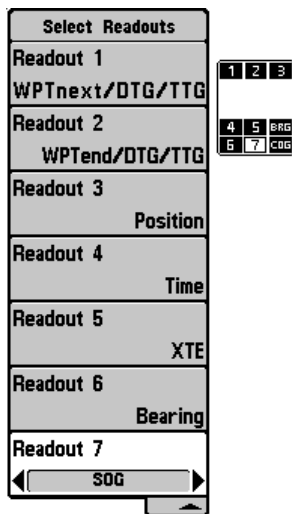 Select Readouts
Readout 1
WPTnext/DTG/TTG
Readout 2
WPTend/DTG/TTG
Readout 3
Position
Readout 4
Time
Readout 5
XTE
Readout 6
Bearing
Readout 7
SOG
1 2 3
4 5 BRG
6 7 COG